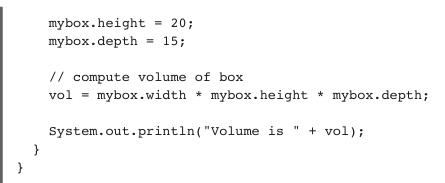 mybox.height = 20;
mybox.depth = 15;
// compute volume of box
vol = mybox.width * mybox.height * mybox.depth;
System.out.println("Volume is " + vol);
}
}